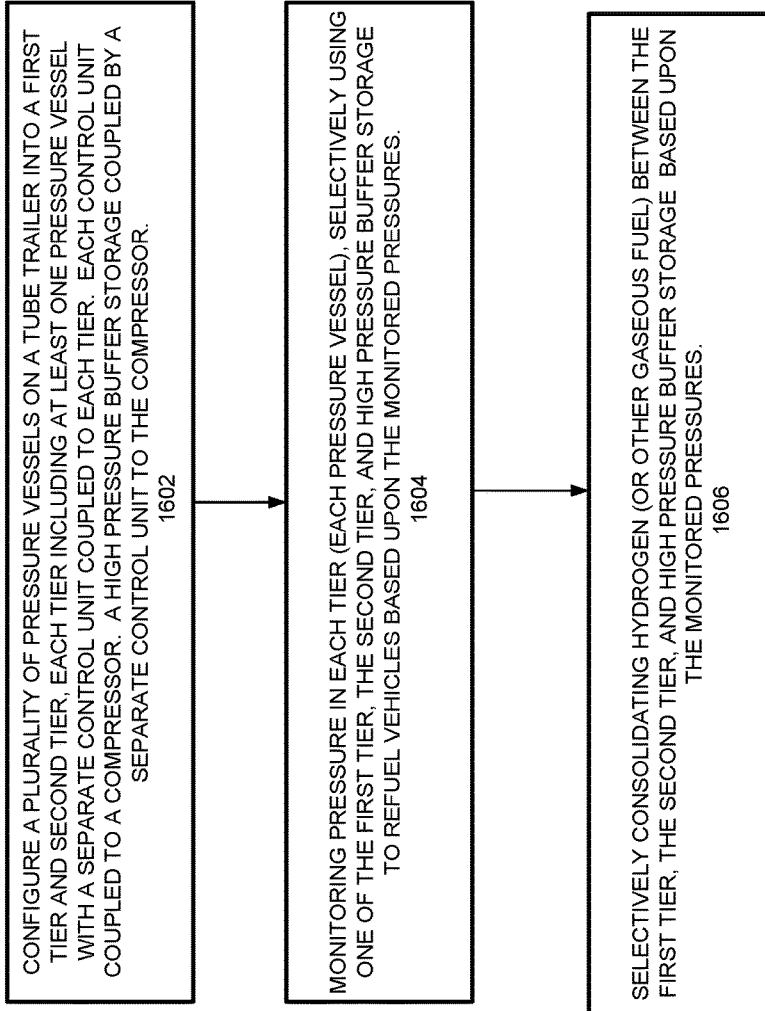 CONFIGURE A PLURALITY OF PRESSURE VESSELS ON A TUBE TRAILER INTO A FIRST
TIER AND SECOND TIER, EACH TIER INCLUDING AT LEAST ONE PRESSURE VESSEL
WITH A SEPARATE CONTROL UNIT COUPLED TO EACH TIER. EACH CONTROL UNIT
COUPLED TO A COMPRESSOR. A HIGH PRESSURE BUFFER STORAGE COUPLED BY A
SEPARATE CONTROL UNIT TO THE COMPRESSOR.
1602
MONITORING PRESSURE IN EACH TIER (EACH PRESSURE VESSEL), SELECTIVELY USING
ONE OF THE FIRST TIER, THE SECOND TIER, AND HIGH PRESSURE BUFFER STORAGE
TO REFUEL VEHICLES BASED UPON THE MONITORED PRESSURES.
1604
SELECTIVELY CONSOLIDATING HYDROGEN (OR OTHER GASEOUS FUEL) BETWEEN THE
FIRST TIER, THE SECOND TIER, AND HIGH PRESSURE BUFFER STORAGE BASED UPON
THE MONITORED PRESSURES.
1606